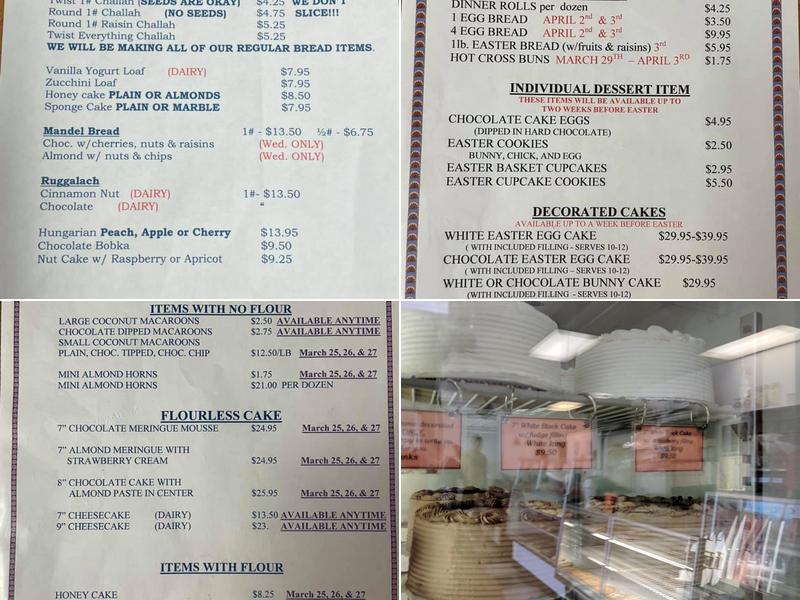 Twist 1# Challah (SEEDS ARE OKAY) $4.25 WE DON'T
Round 1# Challah (NO SEEDS) $4.75 SLICE!!!
Round 1# Raisin Challah $5.25
Twist Everything Challah $5.25
WE WILL BE MAKING ALL OF OUR REGULAR BREAD ITEMS.
Vanilla Yogurt Loaf (DAIRY) $7.95
Zucchini Loaf $7.95
Honey cake PLAIN OR ALMONDS $8.50
Sponge Cake PLAIN OR MARBLE $7.95
Mandel Bread 1# - $13.50 ½# - $6.75
Choc. w/cherries, nuts & raisins (Wed. ONLY)
Almond w/ nuts & chips (Wed. ONLY)
Ruggalach
Cinnamon Nut (DAIRY) 1#- $13.50
Chocolate (DAIRY) "
Hungarian Peach, Apple or Cherry $13.95
Chocolate Bobka $9.50
Nut Cake w/ Raspberry or Apricot $9.25
DINNER ROLLS per dozen $4.25
1 EGG BREAD APRIL 2nd & 3rd $3.50
4 EGG BREAD APRIL 2nd & 3rd $9.95
1lb. EASTER BREAD (w/fruits & raisins) 3rd $5.95
HOT CROSS BUNS MARCH 29TH – APRIL 3RD $1.75
INDIVIDUAL DESSERT ITEM
THESE ITEMS WILL BE AVAILABLE UP TO
TWO WEEKS BEFORE EASTER
CHOCOLATE CAKE EGGS $4.95
(DIPPED IN HARD CHOCOLATE)
EASTER COOKIES $2.50
BUNNY, CHICK, AND EGG
EASTER BASKET CUPCAKES $2.95
EASTER CUPCAKE COOKIES $5.50
DECORATED CAKES
AVAILABLE UP TO A WEEK BEFORE EASTER
WHITE EASTER EGG CAKE $29.95-$39.95
( WITH INCLUDED FILLING - SERVES 10-12)
CHOCOLATE EASTER EGG CAKE $29.95-$39.95
( WITH INCLUDED FILLING – SERVES 10-12)
WHITE OR CHOCOLATE BUNNY CAKE $29.95
(WITH INCLUDED FILLING - SERVES 10-12)
ITEMS WITH NO FLOUR
LARGE COCONUT MACAROONS $2.50 AVAILABLE ANYTIME
CHOCOLATE DIPPED MACAROONS $2.75 AVAILABLE ANYTIME
SMALL COCONUT MACAROONS
PLAIN, CHOC. TIPPED, CHOC. CHIP $12.50/LB March 25, 26, & 27
MINI ALMOND HORNS $1.75 March 25, 26, & 27
MINI ALMOND HORNS $21.00 PER DOZEN
FLOURLESS CAKE
7" CHOCOLATE MERINGUE MOUSSE $24.95 March 25, 26, & 27
7" ALMOND MERINGUE WITH
STRAWBERRY CREAM $24.95 March 25, 26, & 27
8" CHOCOLATE CAKE WITH
ALMOND PASTE IN CENTER $25.95 March 25, 26, & 27
7" CHEESECAKE (DAIRY) $13.50 AVAILABLE ANYTIME
9" CHEESECAKE (DAIRY) $23. AVAILABLE ANYTIME
ITEMS WITH FLOUR
HONEY CAKE $8.25 March 25, 26, & 27
7" White Stack Cake
w/ fudge filling
White Icing
$9.50
$9.50